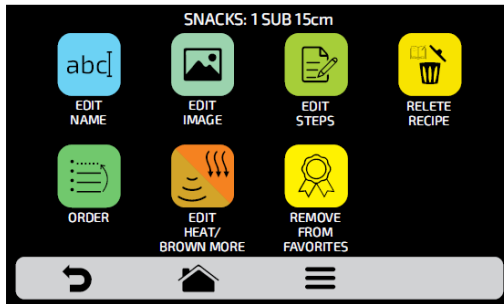 SNACKS: 1 SUB 15cm
abc
EDIT
NAME
EDIT
IMAGE
EDIT
STEPS
RELETE
RECIPE
ORDER
EDIT
HEAT/
BROWN MORE
REMOVE
FROM
FAVORITES